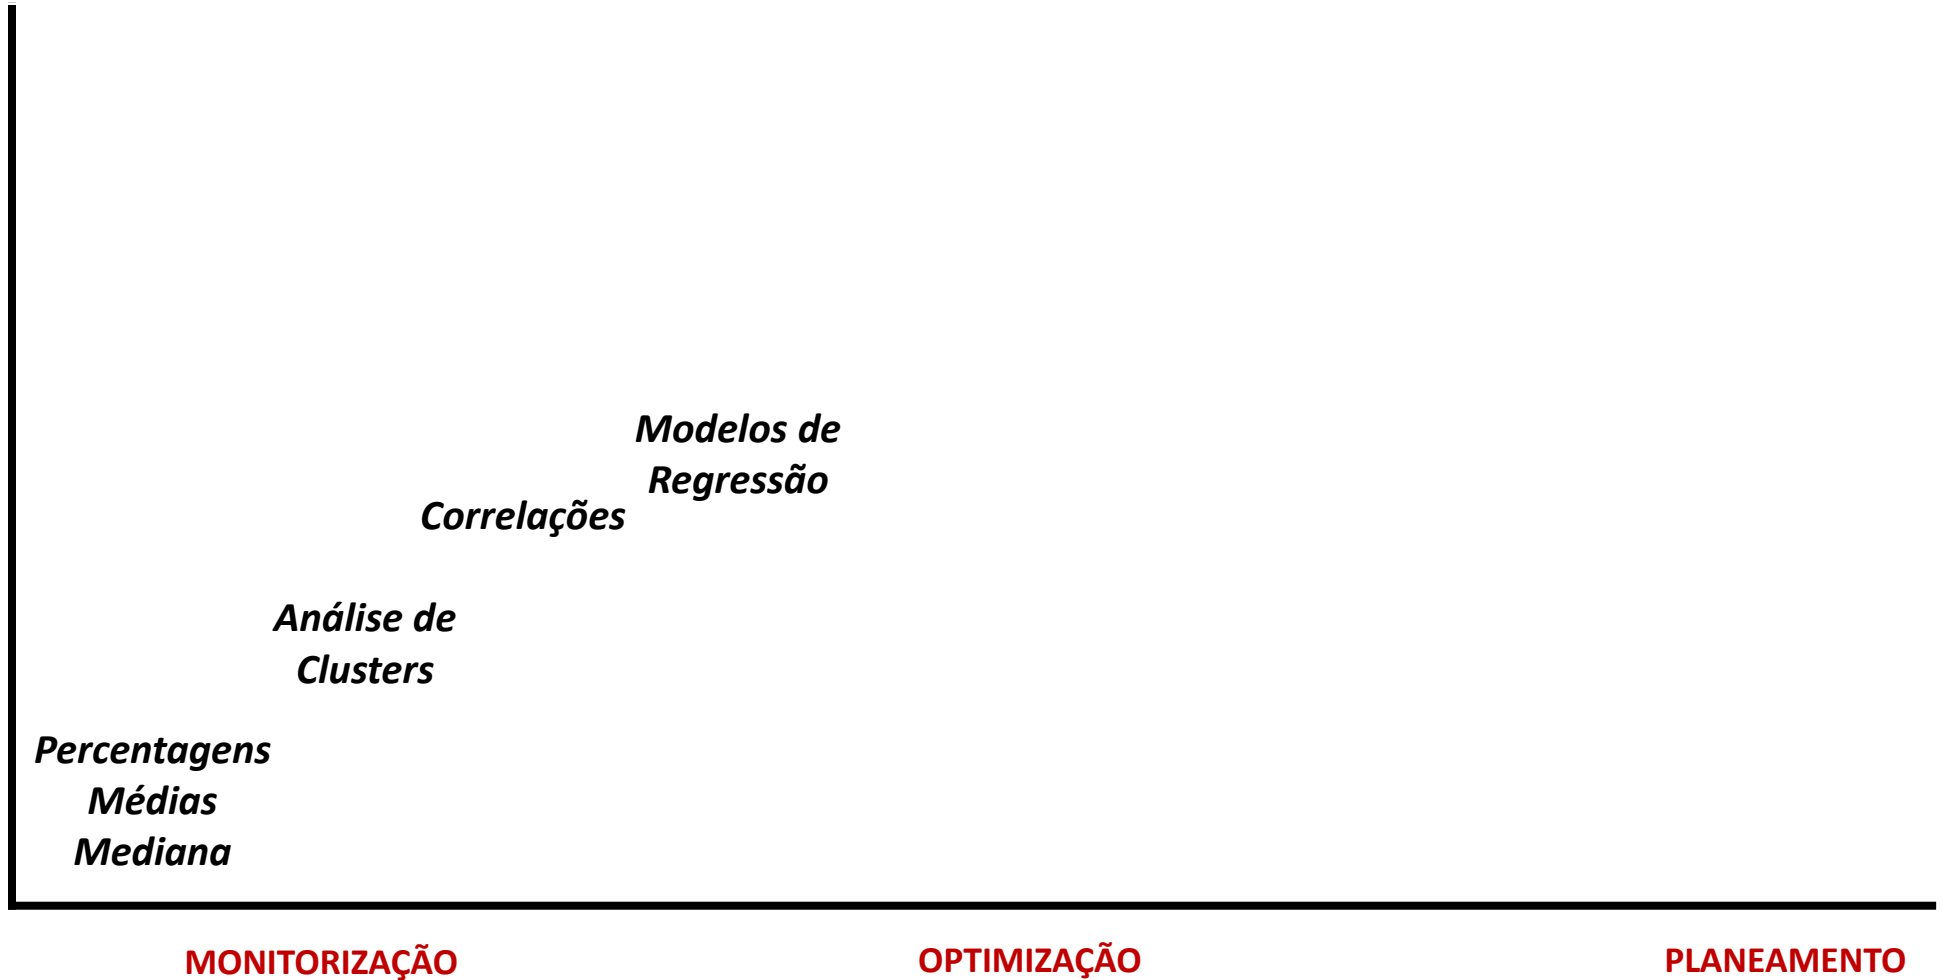 Modelos de
Regressão
Correlações
Análise de
Clusters
Percentagens
Médias
Mediana
MONITORIZAÇÃO
OPTIMIZAÇÃO
PLANEAMENTO